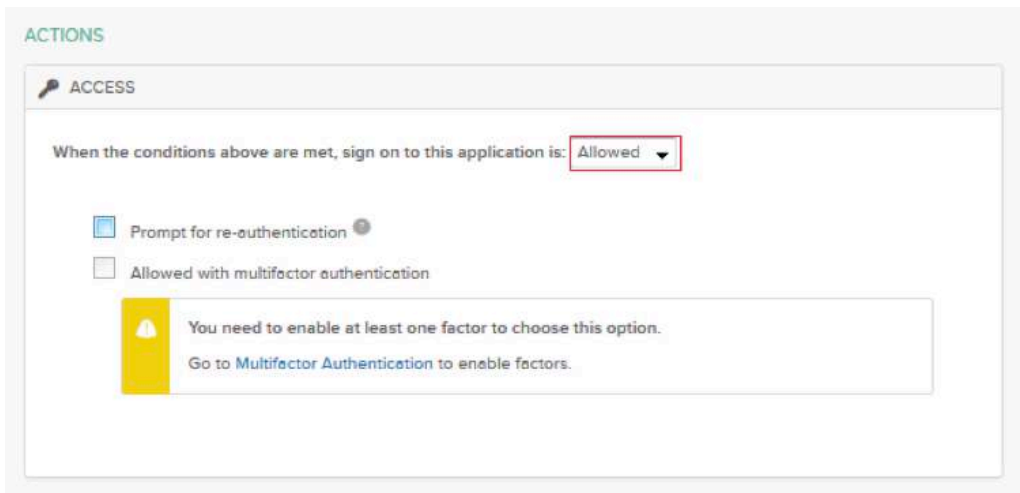 ACTIONS
ACCESS
When the conditions above are met, sign on to this application is: Allowed
Prompt for re-authentication ?
Allowed with multifactor authentication
You need to enable at least one factor to choose this option.
Go to Multifactor Authentication to enable factors.